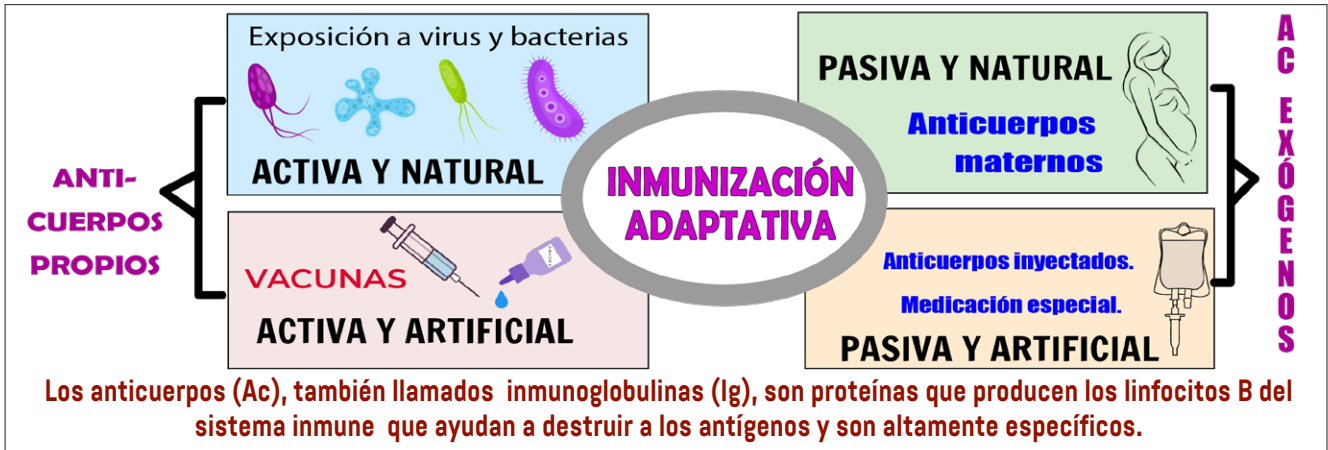 Exposición a virus y bacterias
ACTIVA Y NATURAL
ANTI-
CUERPOS
PROPIOS
VACUNAS
ACTIVA Y ARTIFICIAL
INMUNIZACIÓN
ADAPTATIVA
PASIVA Y NATURAL
Anticuerpos
maternos
Anticuerpos inyectados.
Medicación especial.
PASIVA Y ARTIFICIAL
AC EXÓGENOS
Los anticuerpos (Ac), también llamados inmunoglobulinas (Ig), son proteínas que producen los linfocitos B del
sistema inmune que ayudan a destruir a los antígenos y son altamente específicos.